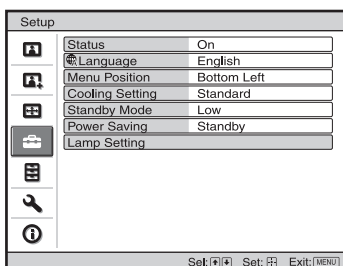 Setup
Status On
Language English
Menu Position Bottom Left
Cooling Setting Standard
Standby Mode Low
Power Saving Standby
Lamp Setting
Sel: Set: Exit: MENU